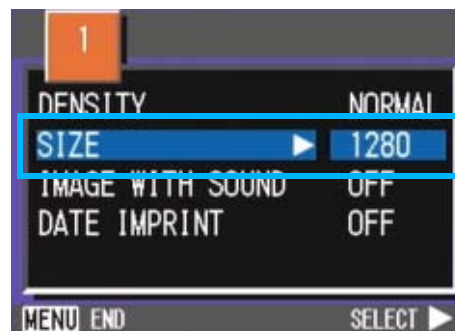 1
DENSITY NORMAL
SIZE ▶ 1280
IMAGE WITH SOUND OFF
DATE IMPRINT OFF
MENU END SELECT ▶